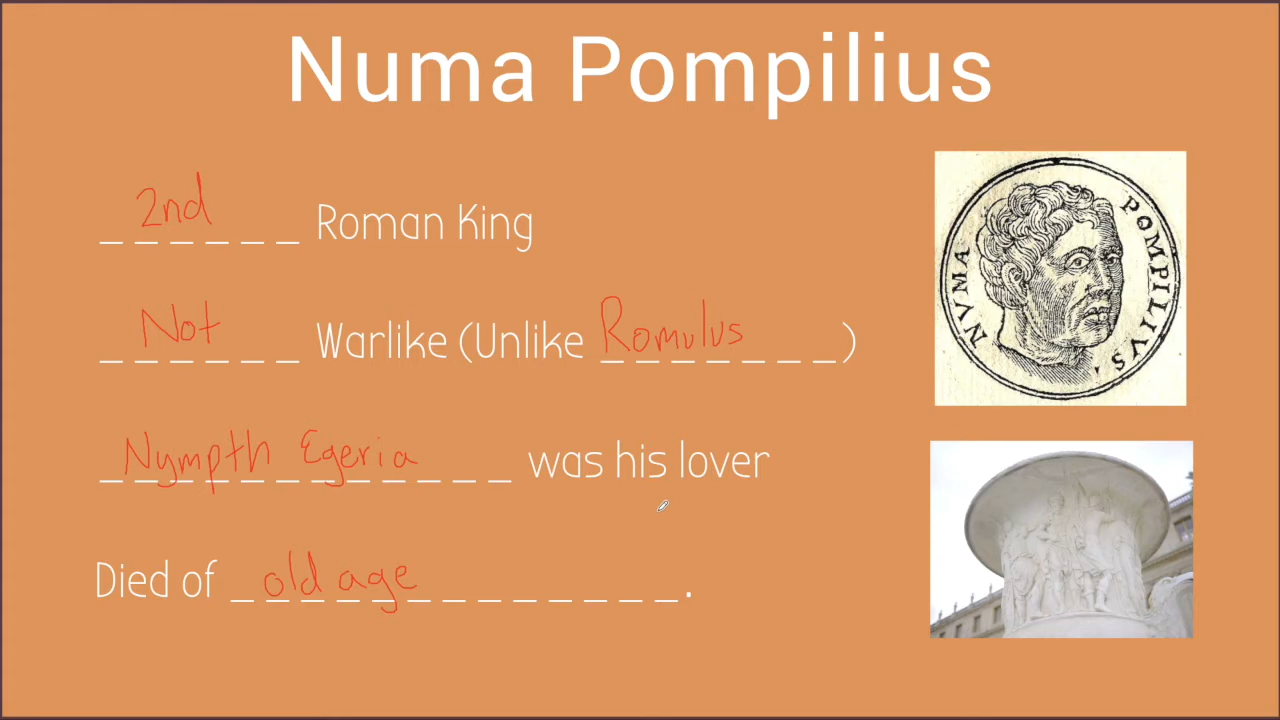 Numa Pompilius
2nd Roman King
Not Warlike (Unlike Romulus)
Nympth Egeria was his lover
Died of old age.
NVMA POMPILIVS.